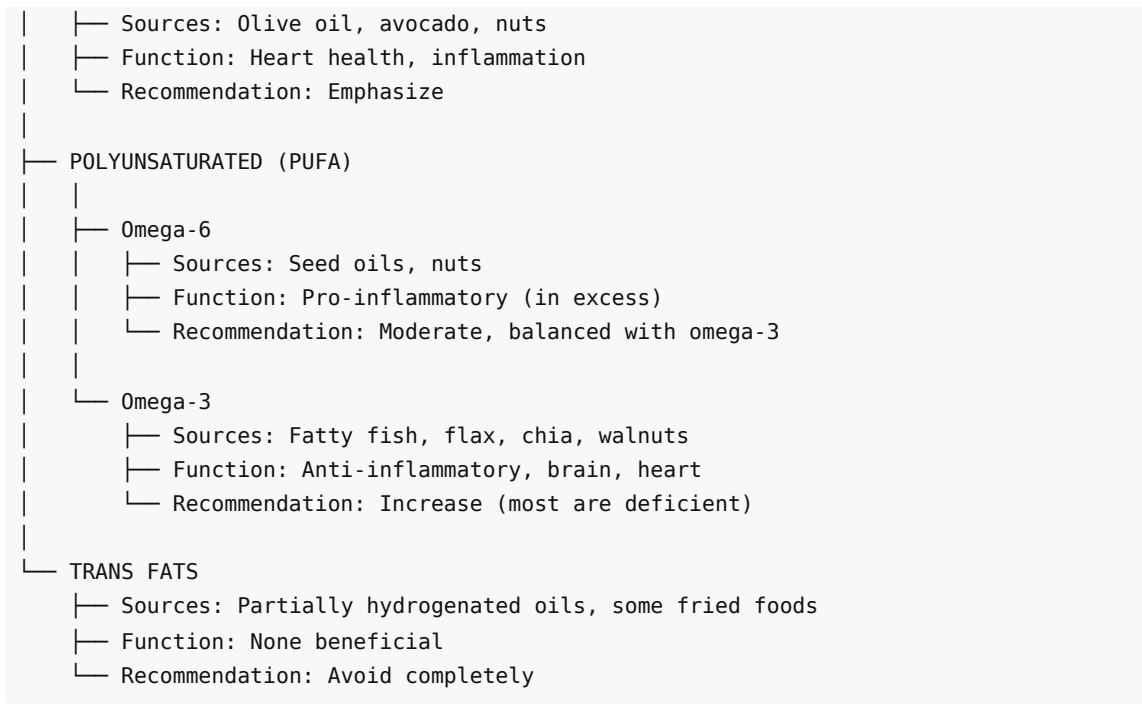 │   ├── Sources: Olive oil, avocado, nuts
│   ├── Function: Heart health, inflammation
│   └── Recommendation: Emphasize
│
├── POLYUNSATURATED (PUFA)
│   │
│   ├── Omega-6
│   │   ├── Sources: Seed oils, nuts
│   │   ├── Function: Pro-inflammatory (in excess)
│   │   └── Recommendation: Moderate, balanced with omega-3
│   │
│   └── Omega-3
│       ├── Sources: Fatty fish, flax, chia, walnuts
│       ├── Function: Anti-inflammatory, brain, heart
│       └── Recommendation: Increase (most are deficient)
│
└── TRANS FATS
    ├── Sources: Partially hydrogenated oils, some fried foods
    ├── Function: None beneficial
    └── Recommendation: Avoid completely